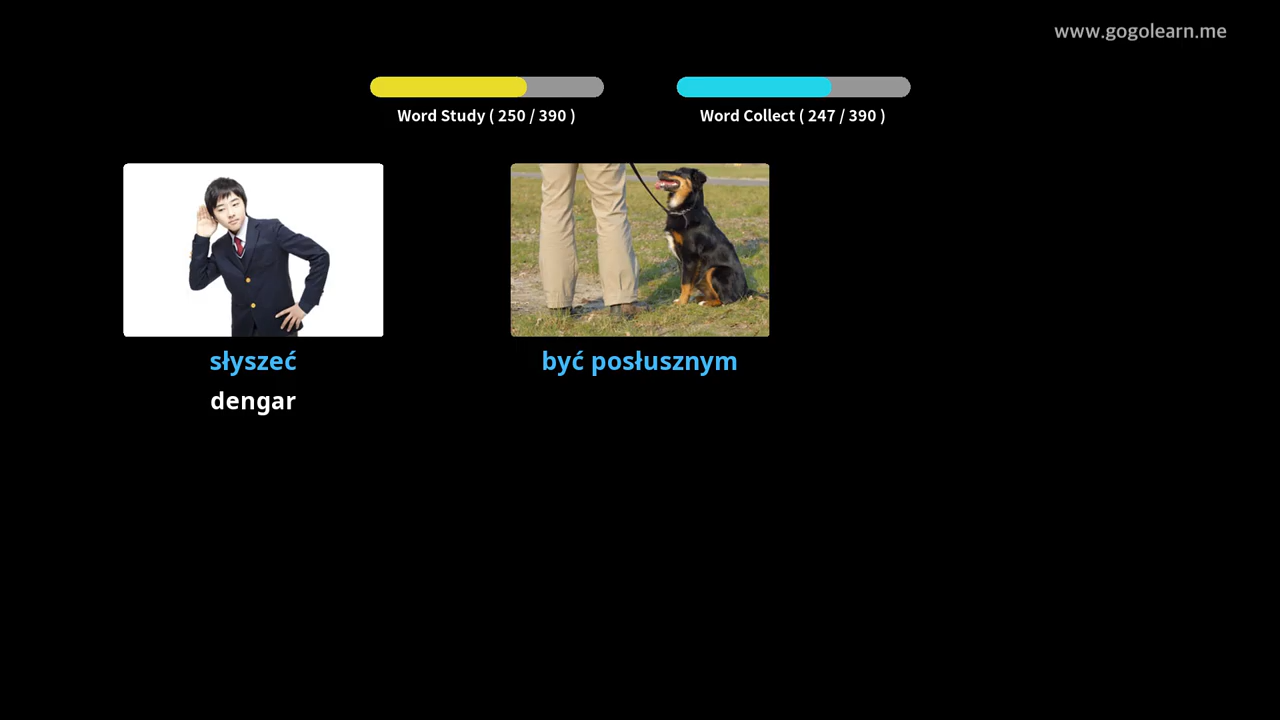 www.gogolearn.me
Word Study ( 250 / 390 )
Word Collect ( 247 / 390 )
słyszeć
być posłusznym
dengar